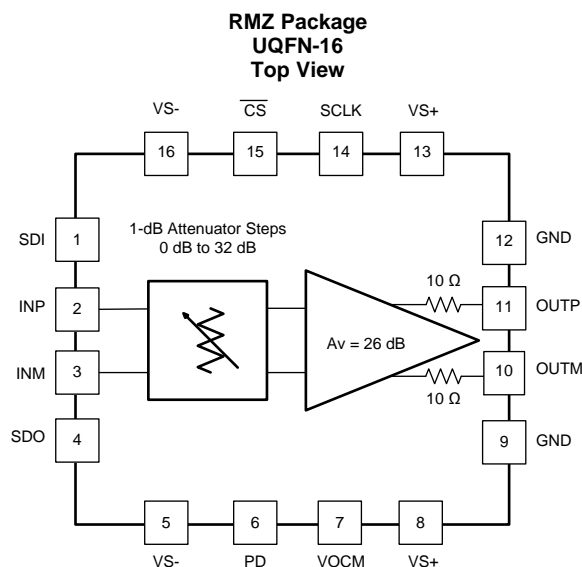 RMZ Package
UQFN-16
Top View
VS-
CS
SCLK
VS+
16
15
14
13
SDI
1
1-dB Attenuator Steps
0 dB to 32 dB
12
GND
10 Ω
INP
2
11
OUTP
Av = 26 dB
INM
3
10
OUTM
10 Ω
SDO
4
9
GND
5
6
7
8
VS-
PD
VOCM
VS+